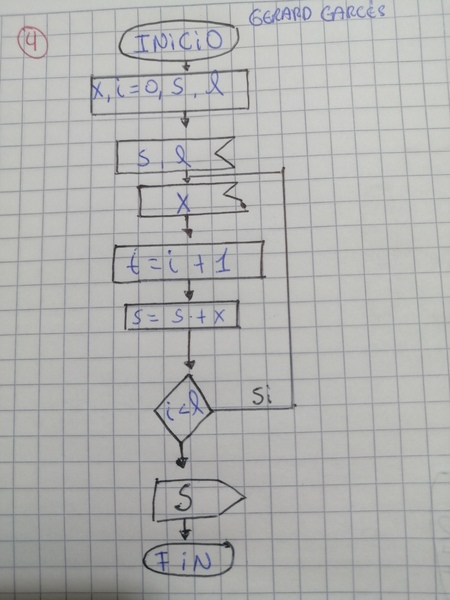 GERARD GARCÉS
4
INiCiO
x, i=0, s, l
s, l
x
t = i + 1
s = s + x
i<l
Si
S
FiN